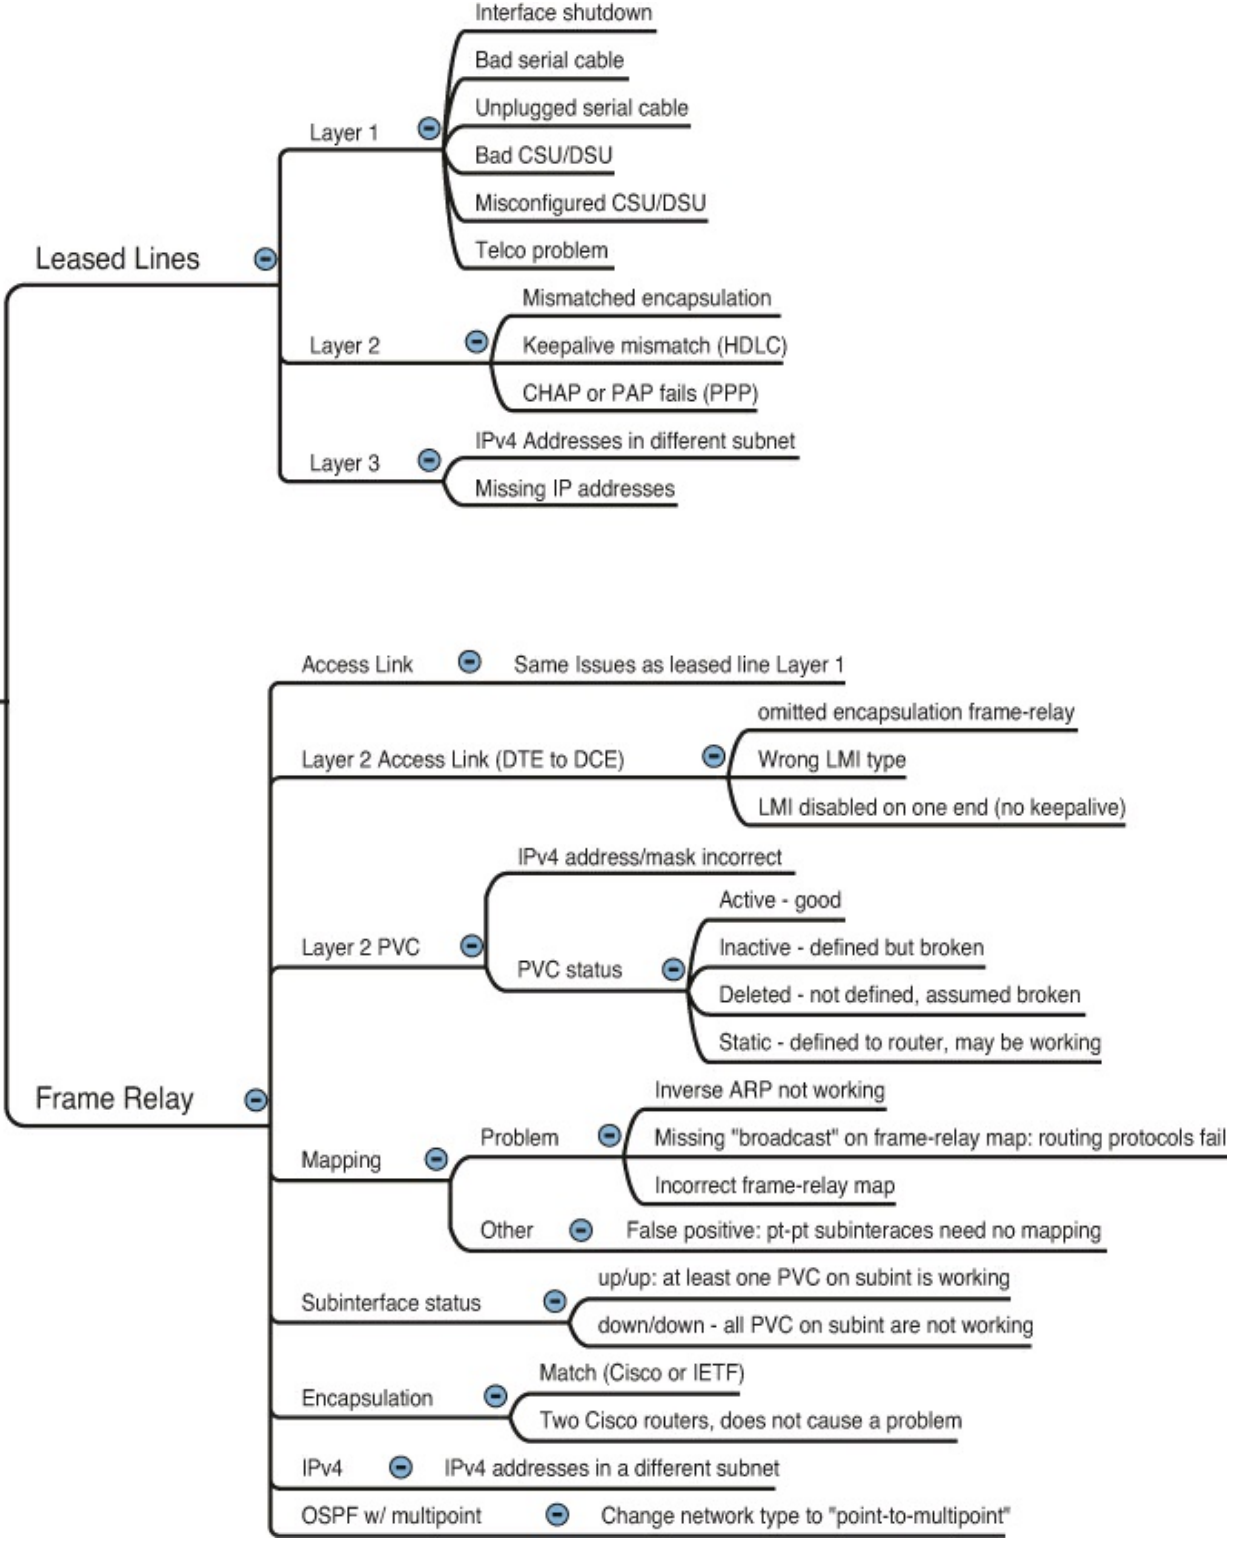 Interface shutdown
Bad serial cable
Unplugged serial cable
Layer 1
Bad CSU/DSU
Misconfigured CSU/DSU
Telco problem
Leased Lines
Mismatched encapsulation
Layer 2
Keepalive mismatch (HDLC)
CHAP or PAP fails (PPP)
IPv4 Addresses in different subnet
Layer 3
Missing IP addresses
Access Link
Same Issues as leased line Layer 1
omitted encapsulation frame-relay
Layer 2 Access Link (DTE to DCE)
Wrong LMI type
LMI disabled on one end (no keepalive)
IPv4 address/mask incorrect
Layer 2 PVC
PVC status
Active - good
Inactive - defined but broken
Deleted - not defined, assumed broken
Static - defined to router, may be working
Frame Relay
Mapping
Problem
Inverse ARP not working
Missing "broadcast" on frame-relay map: routing protocols fail
Incorrect frame-relay map
Other
False positive: pt-pt subinteraces need no mapping
Subinterface status
up/up: at least one PVC on subint is working
down/down - all PVC on subint are not working
Encapsulation
Match (Cisco or IETF)
Two Cisco routers, does not cause a problem
IPv4
IPv4 addresses in a different subnet
OSPF w/ multipoint
Change network type to "point-to-multipoint"